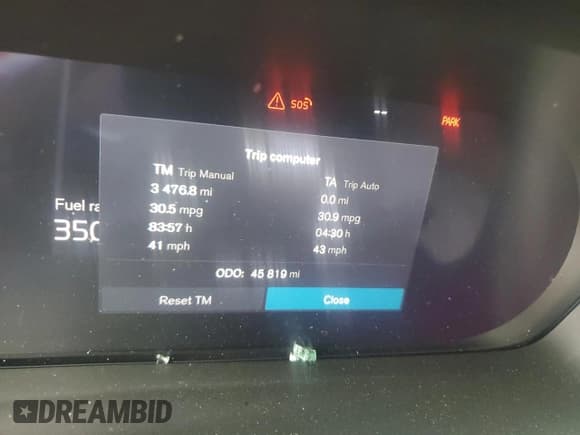 SOS
PARK
Trip computer
TM Trip Manual
3 476.8 mi
30.5 mpg
83:57 h
41 mph
TA Trip Auto
0.0 mi
30.9 mpg
04:30 h
43 mph
Fuel
ODO: 45 819 mi
Reset TM
Close
DREAMBID